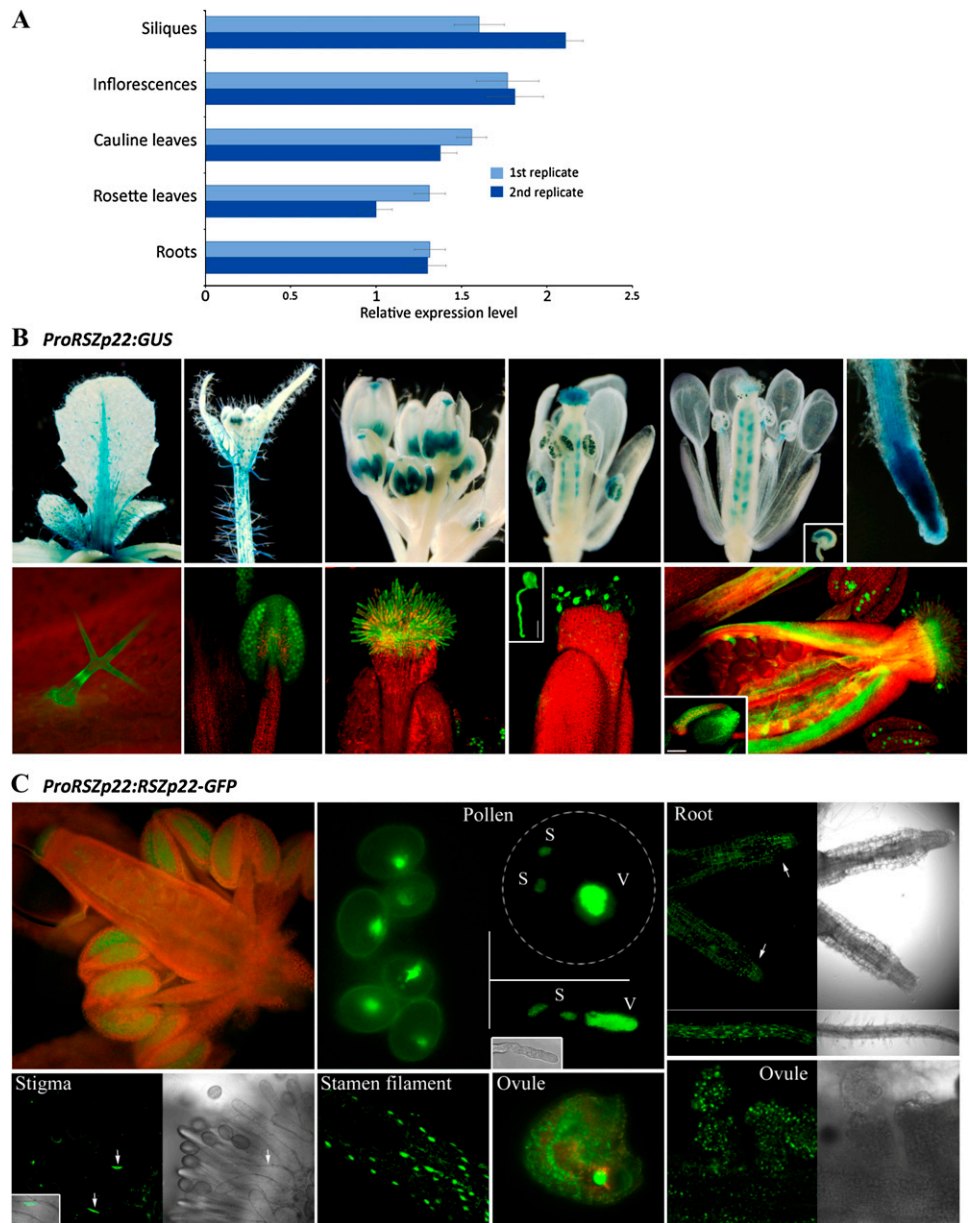 A
Siliques
Inflorescences
Cauline leaves
Rosette leaves
Roots
1st replicate
2nd replicate
0 0.5 1 1.5 2 2.5
Relative expression level
B ProRSZp22:GUS
C ProRSZp22:RSZp22-GFP
Pollen
S
S V
S V
Root
Stigma
Stamen filament
Ovule
Ovule